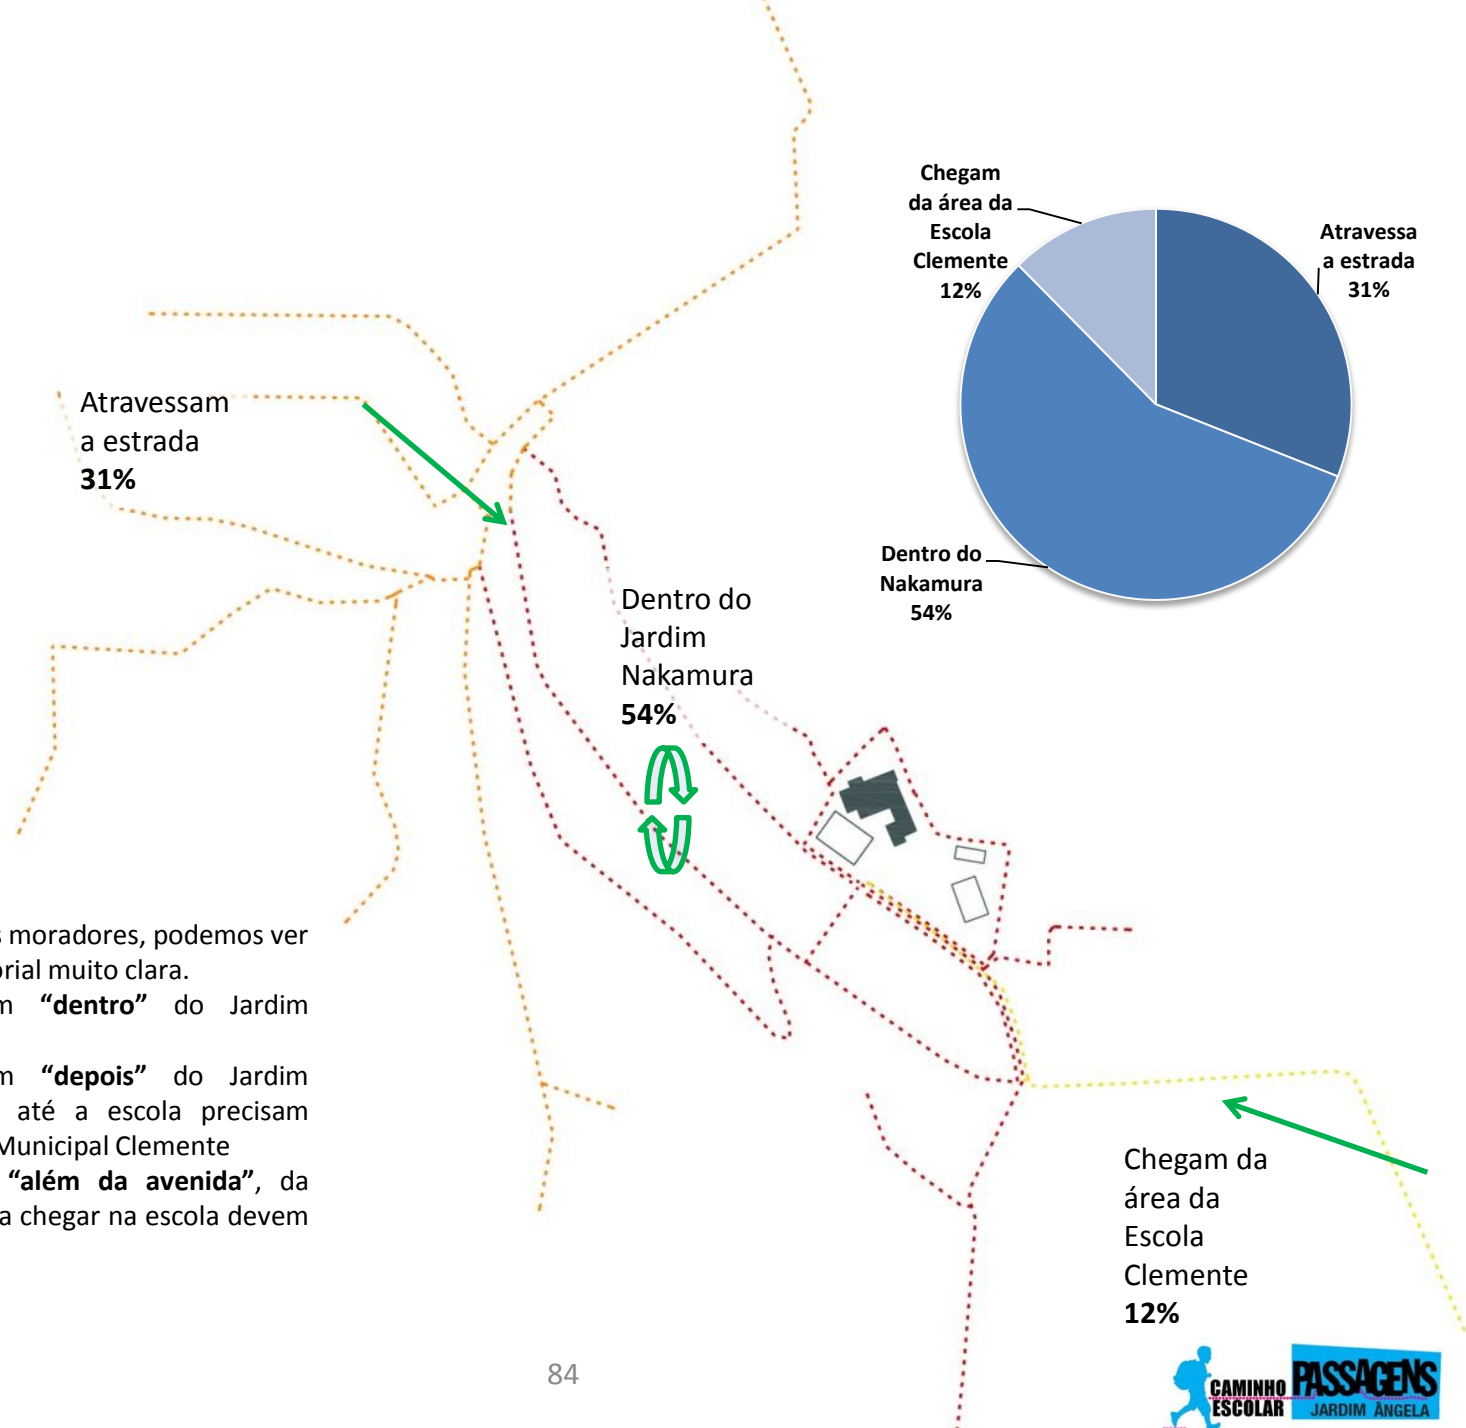 Chegam
da área da
Escola
Clemente
12%
Atravessa
a estrada
31%
Dentro do
Nakamura
54%
Atravessam
a estrada
31%
Dentro do
Jardim
Nakamura
54%
moradores, podemos ver
muito clara.
“dentro” do Jardim
“depois” do Jardim
até a escola precisam
Municipal Clemente
“além da avenida”, da
a chegar na escola devem
Chegam da
área da
Escola
Clemente
12%
84
CAMINHO
ESCOLAR
PASSAGENS
JARDIM ÂNGELA